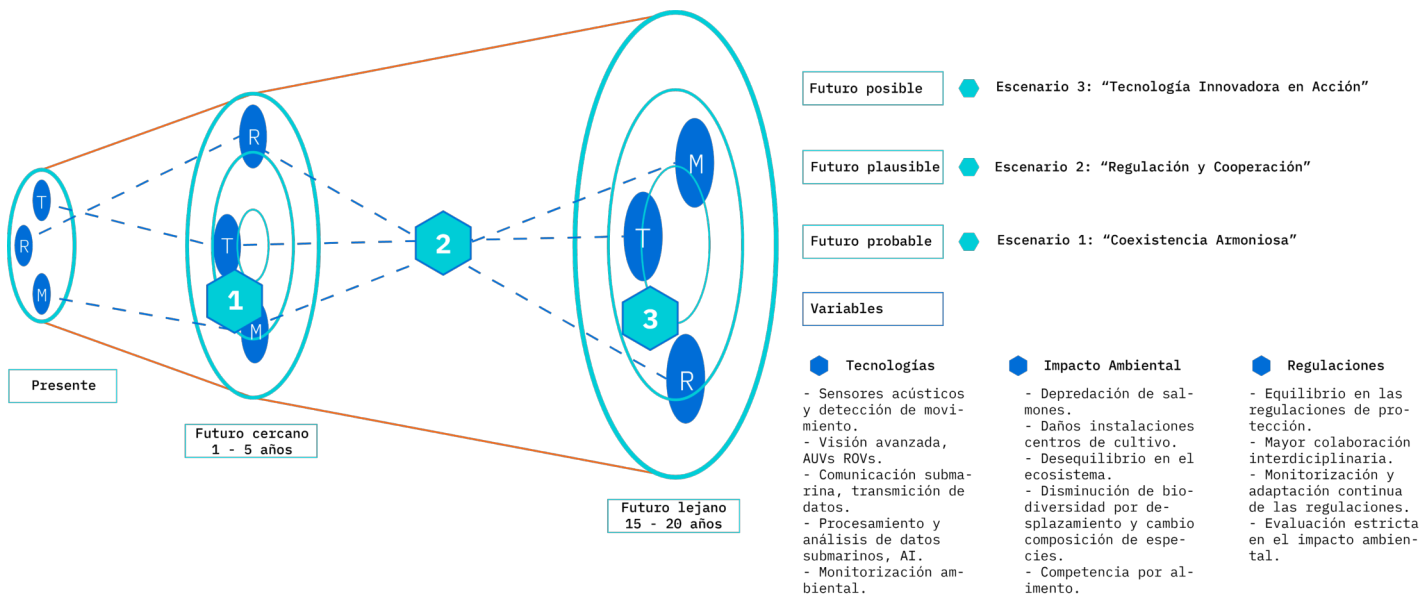 T
R
M
Presente
R
T
1
M
Futuro cercano
1 - 5 años
2
M
T
3
R
Futuro lejano
15 - 20 años
Futuro posible
Escenario 3: “Tecnología Innovadora en Acción”
Futuro plausible
Escenario 2: “Regulación y Cooperación”
Futuro probable
Escenario 1: “Coexistencia Armoniosa”
Variables
Tecnologías
- Sensores acústicos
y detección de movi-
miento.
- Visión avanzada,
AUVs ROVs.
- Comunicación subma-
rina, transmición de
datos.
- Procesamiento y
análisis de datos
submarinos, AI.
- Monitorización am-
biental.
Impacto Ambiental
- Depredación de sal-
mones.
- Daños instalaciones
centros de cultivo.
- Desequilibrio en el
ecosistema.
- Disminución de bio-
diversidad por de-
splazamiento y cambio
composición de espe-
cies.
- Competencia por al-
imento.
Regulaciones
- Equilibrio en las
regulaciones de pro-
tección.
- Mayor colaboración
interdiciplinaria.
- Monitorización y
adaptación continua
de las regulaciones.
- Evaluación estricta
en el impacto ambien-
tal.